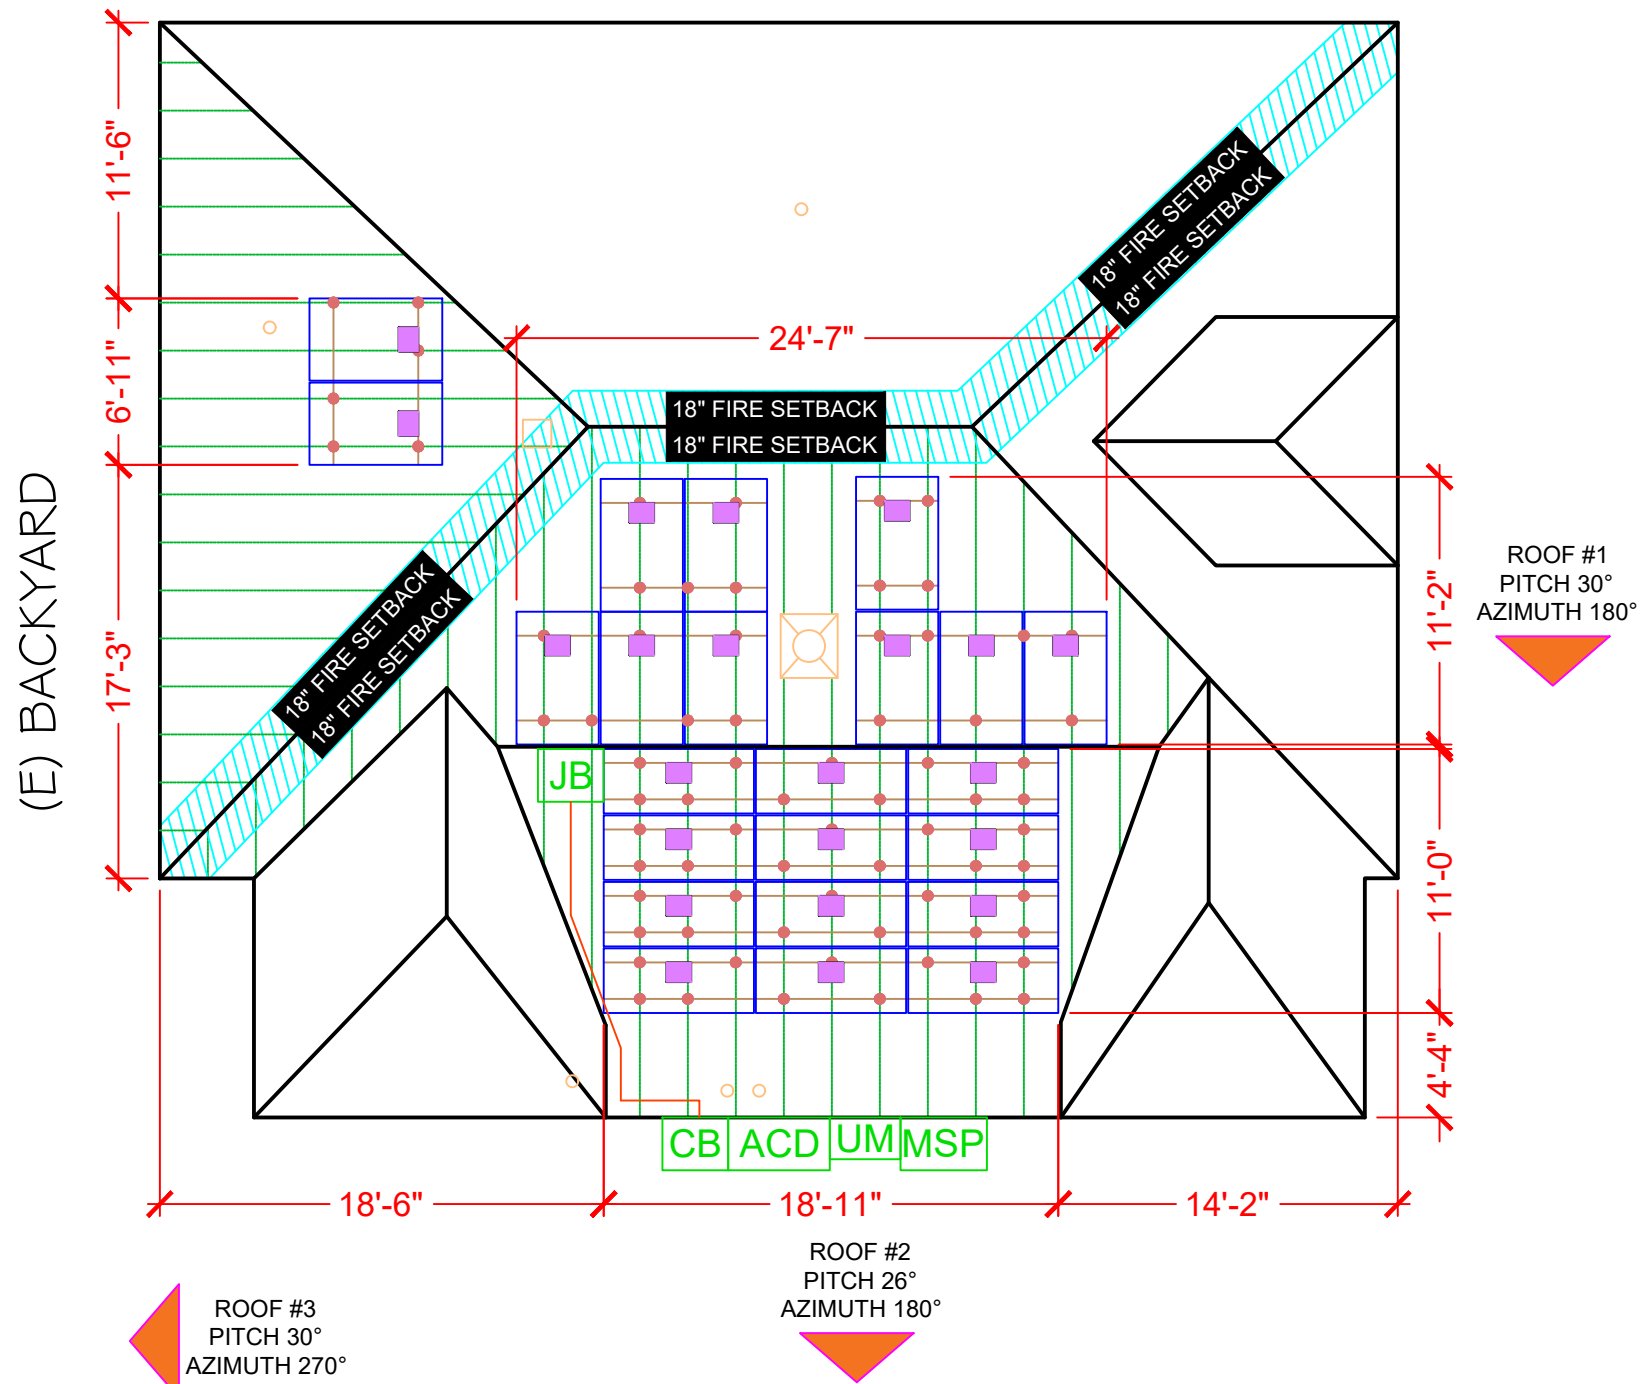 11'-6"
6'-11"
17'-3"
(E) BACKYARD
18" FIRE SETBACK
18" FIRE SETBACK
24'-7"
18" FIRE SETBACK
18" FIRE SETBACK
18" FIRE SETBACK
18" FIRE SETBACK
ROOF #1
PITCH 30°
AZIMUTH 180°
11'-2"
11'-0"
4'-4"
JB
CB
ACD
UM
MSP
18'-6"
18'-11"
14'-2"
ROOF #2
PITCH 26°
AZIMUTH 180°
ROOF #3
PITCH 30°
AZIMUTH 270°